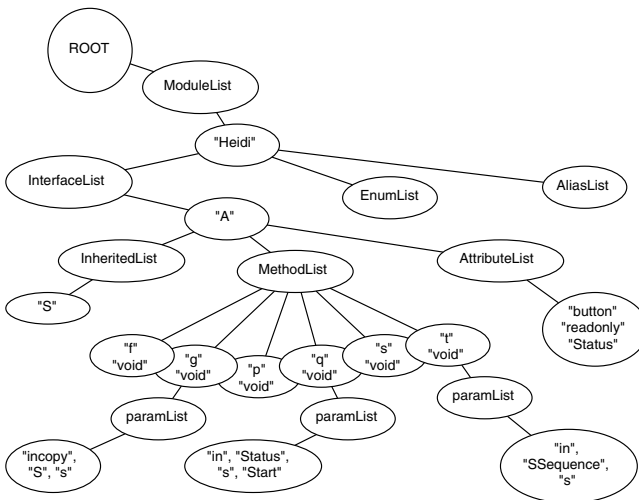 ROOT
ModuleList
"Heidi"
InterfaceList
EnumList
AliasList
"A"
InheritedList
MethodList
AttributeList
"S"
"button"
"readonly"
"Status"
"f"
"void"
"g"
"void"
"p"
"void"
"q"
"void"
"s"
"void"
"t"
"void"
paramList
paramList
paramList
"incopy",
"S", "s"
"in", "Status",
"s", "Start"
"in",
"SSequence",
"s"